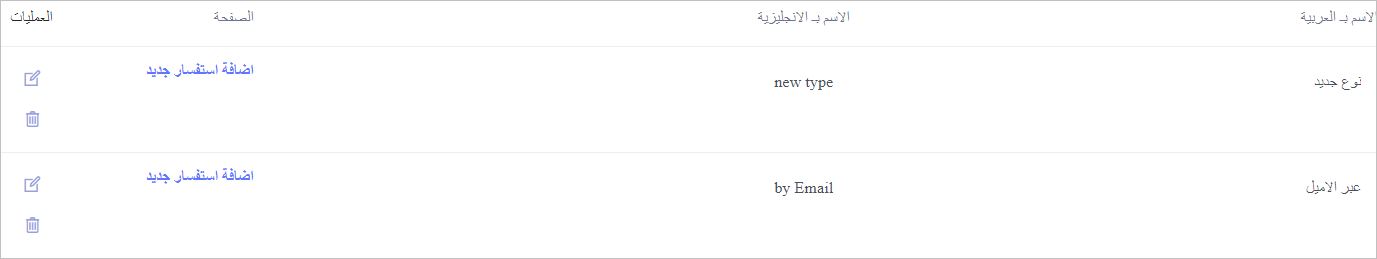 الاسم بـ العربية
الاسم بـ الانجليزية
الصفحة
العمليات
نوع جديد
new type
اضافة استفسار جديد
عبر الاميل
by Email
اضافة استفسار جديد